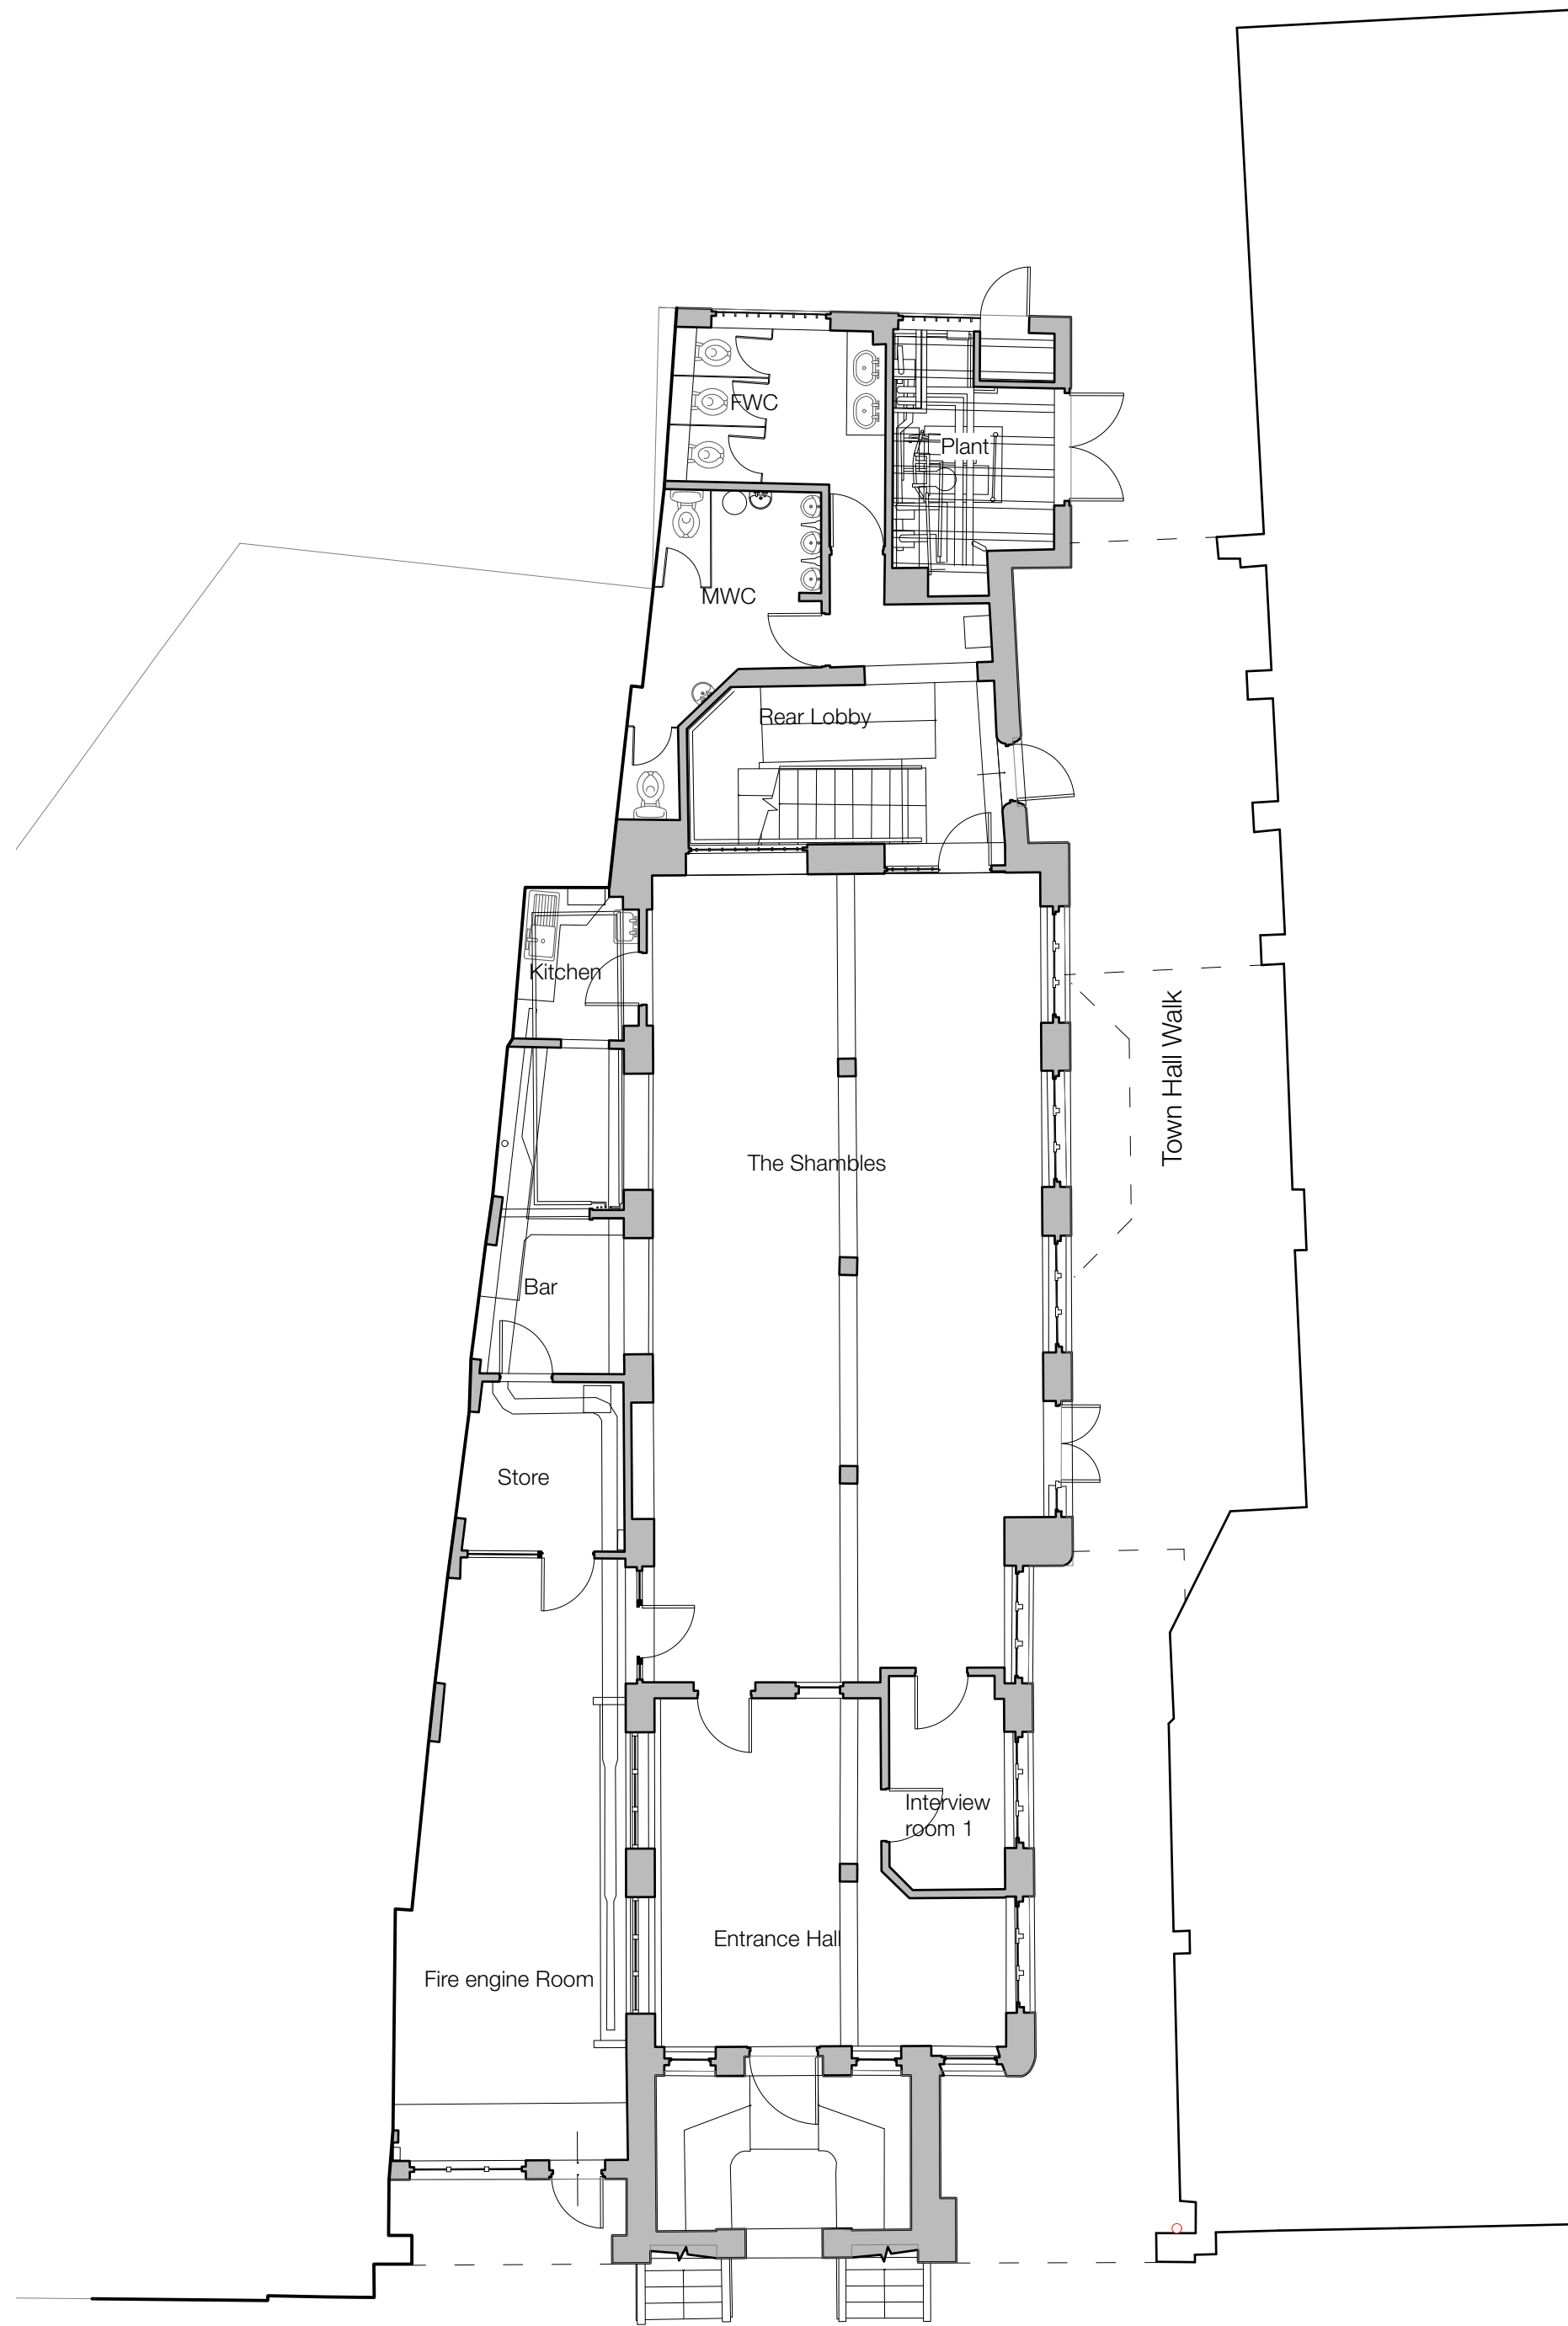 FWC
Plant
MWC
Rear Lobby
Kitchen
Town Hall Walk
The Shambles
Bar
Store
Interview
room 1
Entrance Hall
Fire engine Room